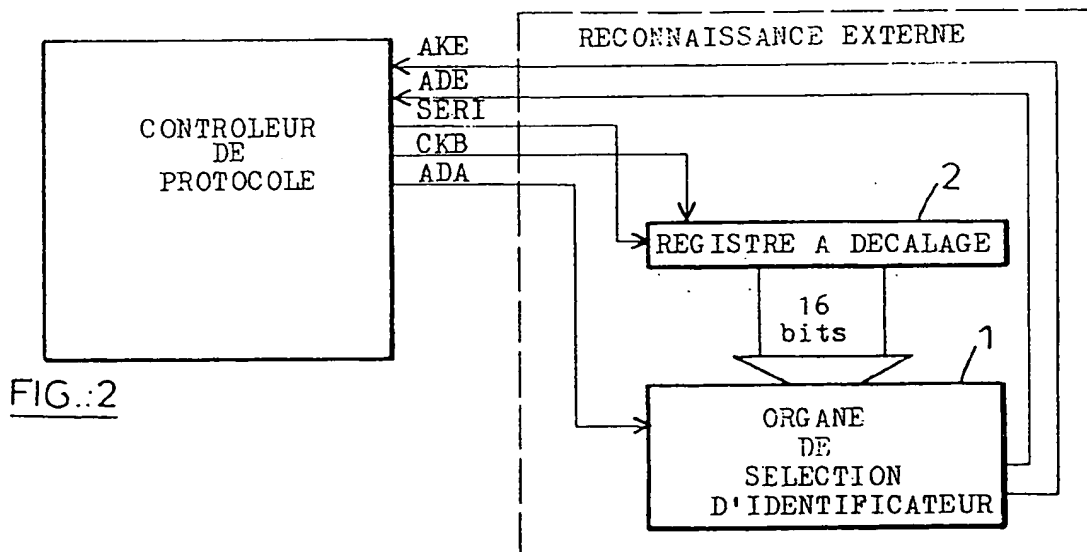 RECONNAISSANCE EXTERNE
AKE
ADE
SERI
CKB
ADA
CONTROLEUR
DE
PROTOCOLE
2
REGISTRE A DECALAGE
16
bits
1
ORGANE
DE
SELECTION
D'IDENTIFICATEUR
FIG.:2